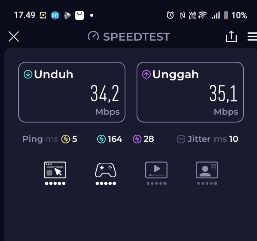 17.49 10%
SPEEDTEST
Unduh Unggah
34,2 35,1
Mbps Mbps
Ping ms 5 164 28 Jitter ms 10